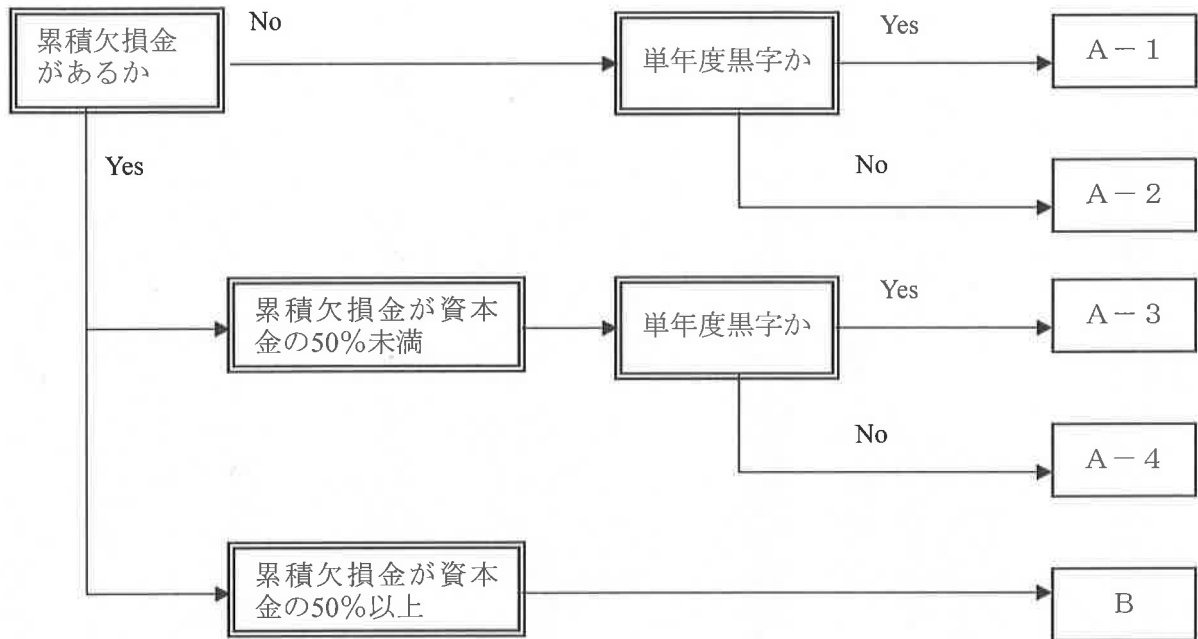 累積欠損金
があるか
No
単年度黒字か
Yes
A－1
Yes
No
A－2
累積欠損金が資本
金の50％未満
単年度黒字か
Yes
A－3
No
A－4
累積欠損金が資本
金の50％以上
B